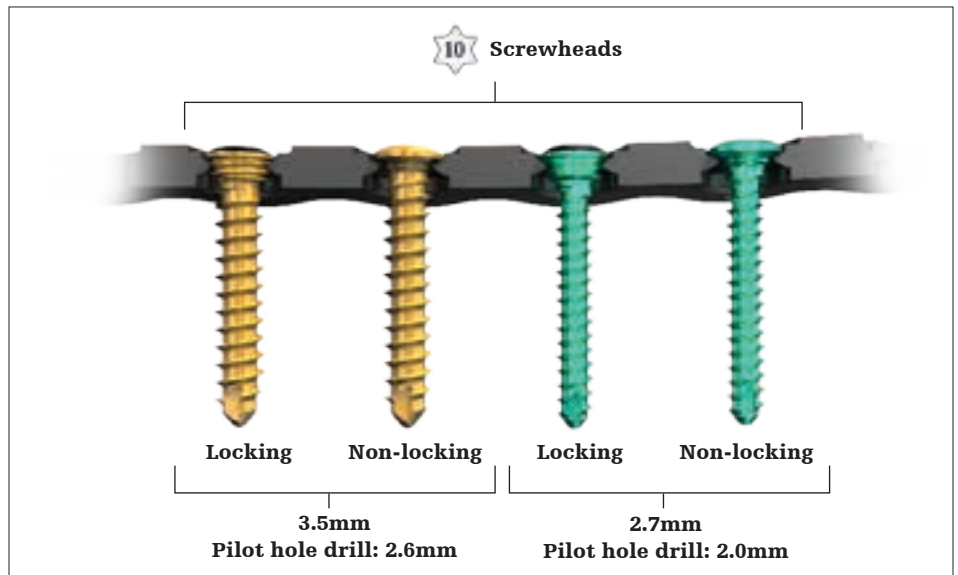 10 Screwheads
Locking Non-locking Locking Non-locking
3.5mm 2.7mm
Pilot hole drill: 2.6mm Pilot hole drill: 2.0mm